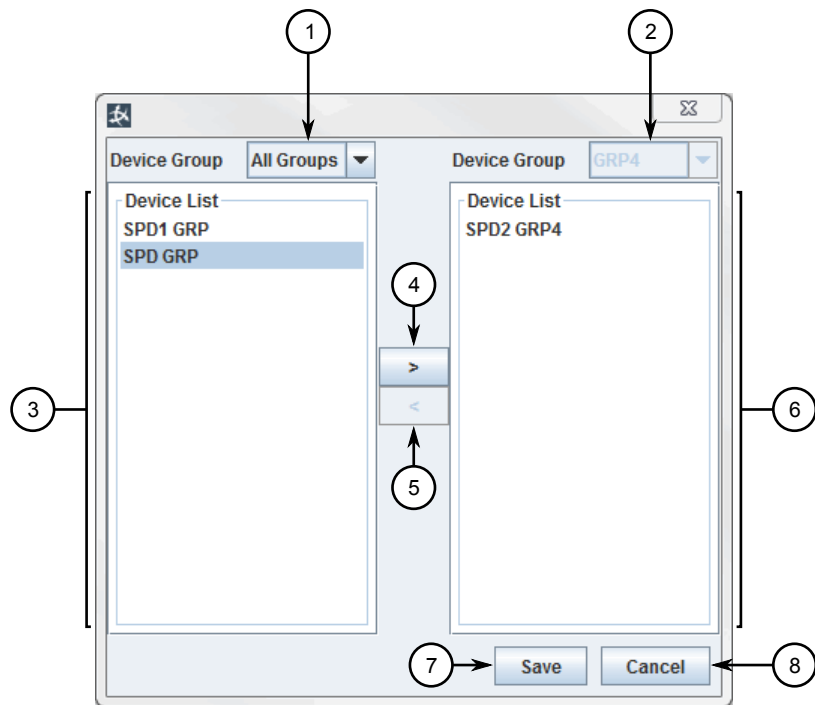 1
2
Device Group
All Groups
Device Group
GRP4
Device List
SPD1 GRP
SPD GRP
Device List
SPD2 GRP4
4
>
<
3
6
5
7
Save
Cancel
8